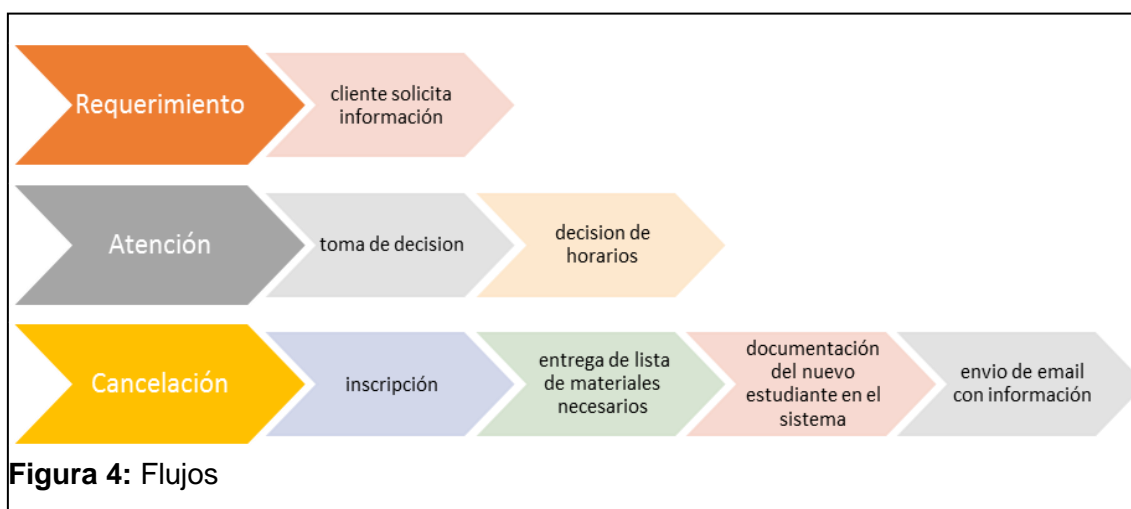 Requerimiento
cliente solicita
información
Atención
toma de decision
decision de
horarios
Cancelación
inscripción
entrega de lista
de materiales
necesarios
documentación
del nuevo
estudiante en el
sistema
envio de email
con información
Figura 4: Flujos